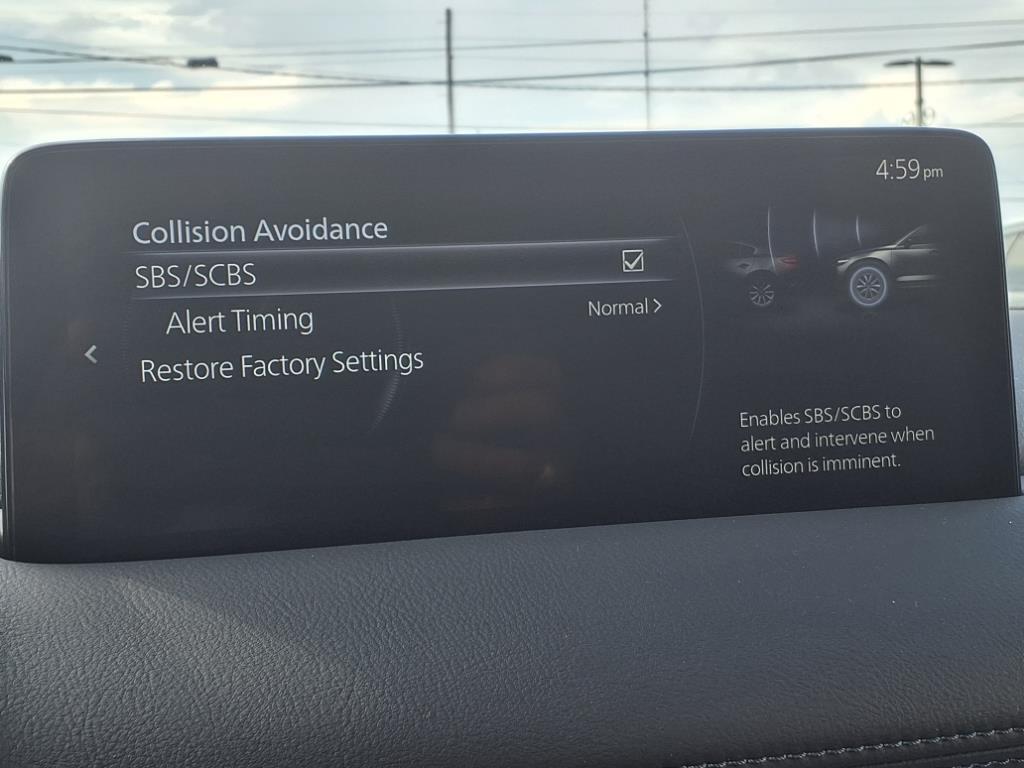 4:59 pm
Collision Avoidance
SBS/SCBS
Alert Timing Normal
Restore Factory Settings
Enables SBS/SCBS to
alert and intervene when
collision is imminent.